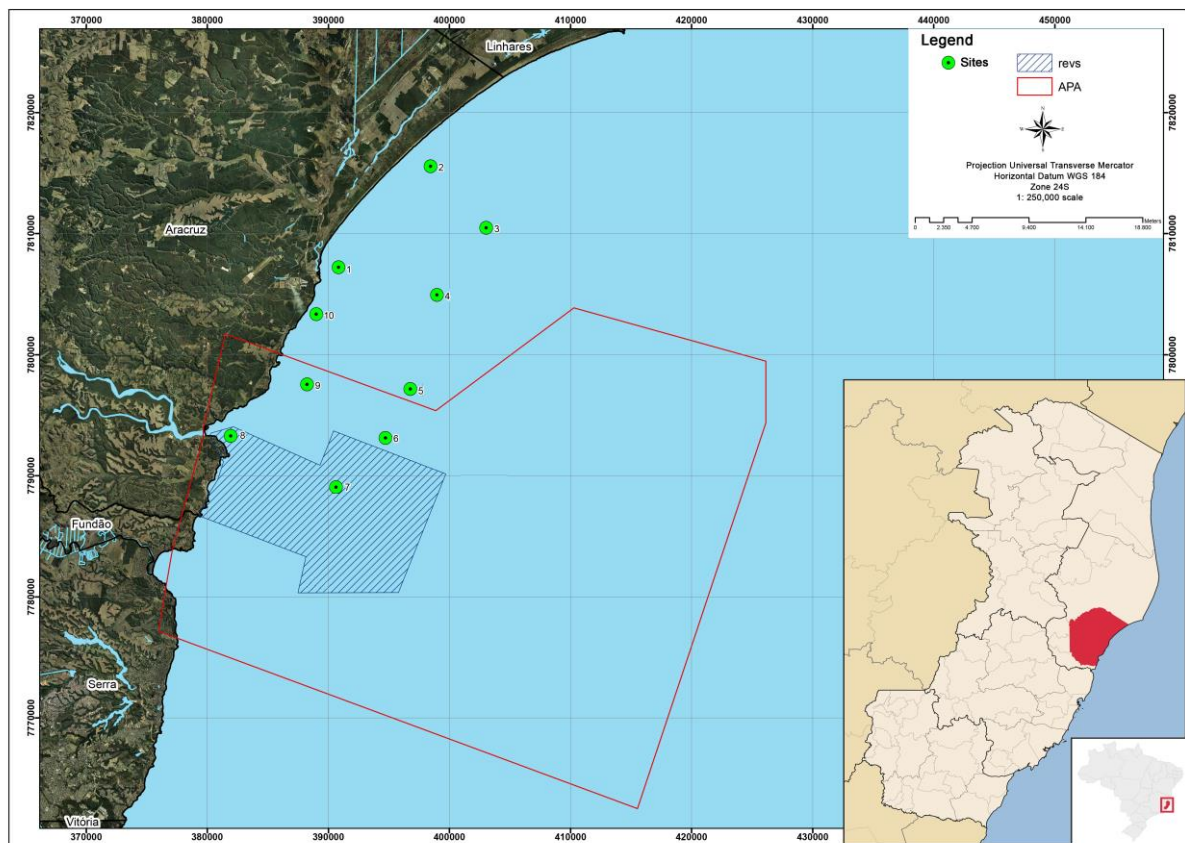 370000 380000 390000 400000 410000 420000 430000 440000 450000
Linhares
Legend
Sites
revs
APA
N
W E
S
Projection Universal Transverse Mercator
Horizontal Datum WGS 184
Zone 24S
1: 250,000 scale
Meters
0 2.350 4.700 9.400 14.100 18.800
7820000
7820000
2
Aracruz
7810000
3
7810000
1
4
10
7800000
7800000
9
5
8
6
7790000
7
Fundão
7780000
Serra
7770000
Vitória
370000 380000 390000 400000 410000 420000 430000